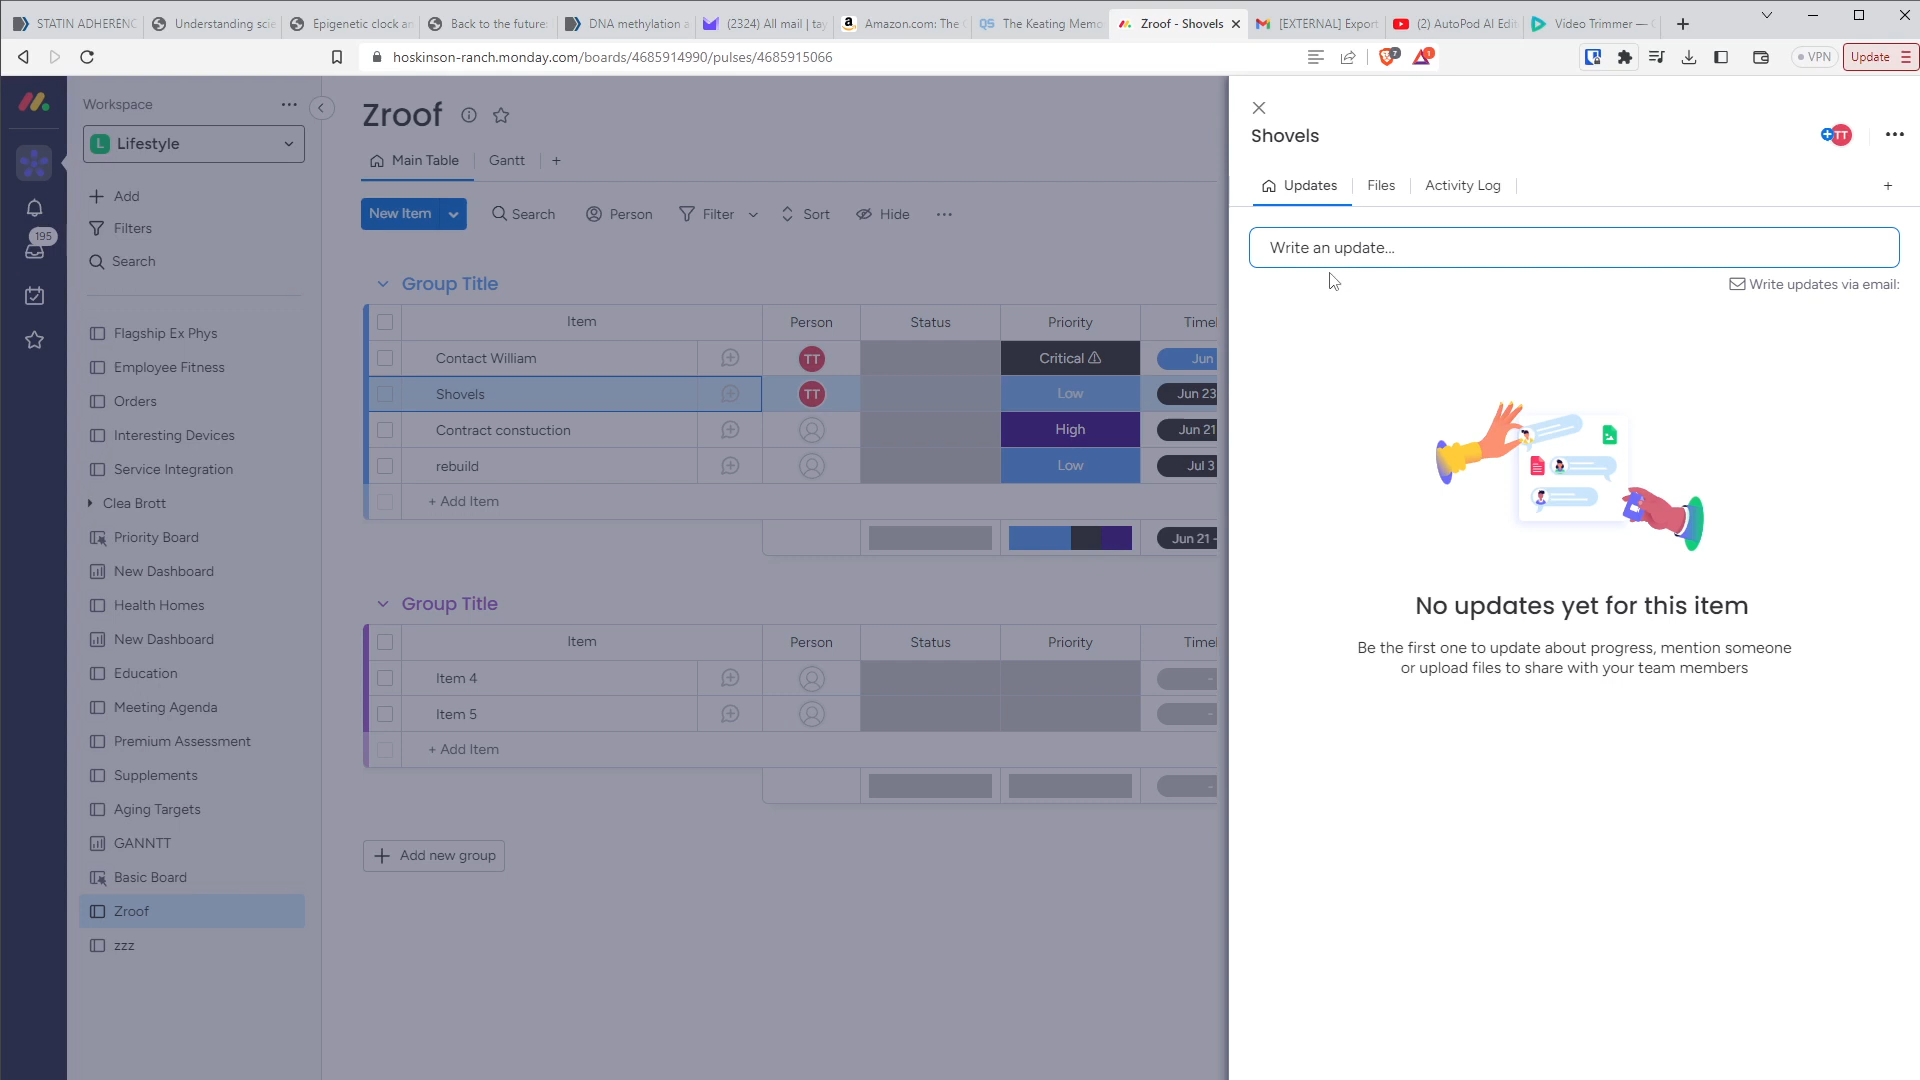 STATIN ADHERENC
Understanding scie
Epigenetic clock an
Back to the future:
DNA methylation a
(2324) All mail | tay
Amazon.com: The C
QS The Keating Memo
Zroof - Shovels
[EXTERNAL] Export
(2) AutoPod AI Edit
Video Trimmer — C
hoskinson-ranch.monday.com/boards/4685914990/pulses/4685915066
7
1
VPN
Update
Workspace
L Lifestyle
Add
Filters
Search
195
Flagship Ex Phys
Employee Fitness
Orders
Interesting Devices
Service Integration
Clea Brott
Priority Board
New Dashboard
Health Homes
New Dashboard
Education
Meeting Agenda
Premium Assessment
Supplements
Aging Targets
GANNTT
Basic Board
Zroof
zzz
Zroof
Main Table
Gantt
New Item
Search
Person
Filter
Sort
Hide
Group Title
Item Person Status Priority Timel
Contact William TT Critical Jun
Shovels TT Low Jun 23
Contract constuction High Jun 21
rebuild Low Jul 3
+ Add Item
Jun 21 -
Group Title
Item Person Status Priority Timel
Item 4 -
Item 5 -
+ Add Item
-
Add new group
Shovels
TT
Updates
Files
Activity Log
Write an update...
Write updates via email:
No updates yet for this item
Be the first one to update about progress, mention someone
or upload files to share with your team members